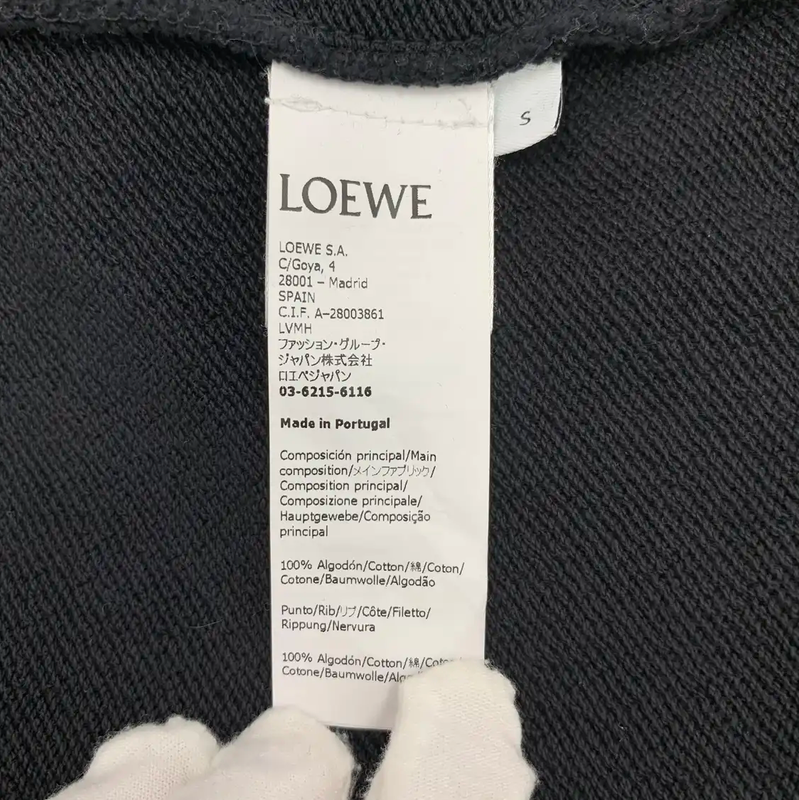 S
LOEWE
LOEWE S.A.
C/Goya, 4
28001 – Madrid
SPAIN
C.I.F. A–28003861
LVMH
ファッション・グループ・
ジャパン株式会社
ロエベジャパン
03-6215-6116
Made in Portugal
Composición principal/Main
composition/メインファブリック/
Composition principal/
Composizione principale/
Hauptgewebe/Composição
principal
100% Algodón/Cotton/綿/Coton/
Cotone/Baumwolle/Algodão
Punto/Rib/リブ/Côte/Filetto/
Rippung/Nervura
100% Algodón/Cotton/綿/
Cotone/Baumwolle/